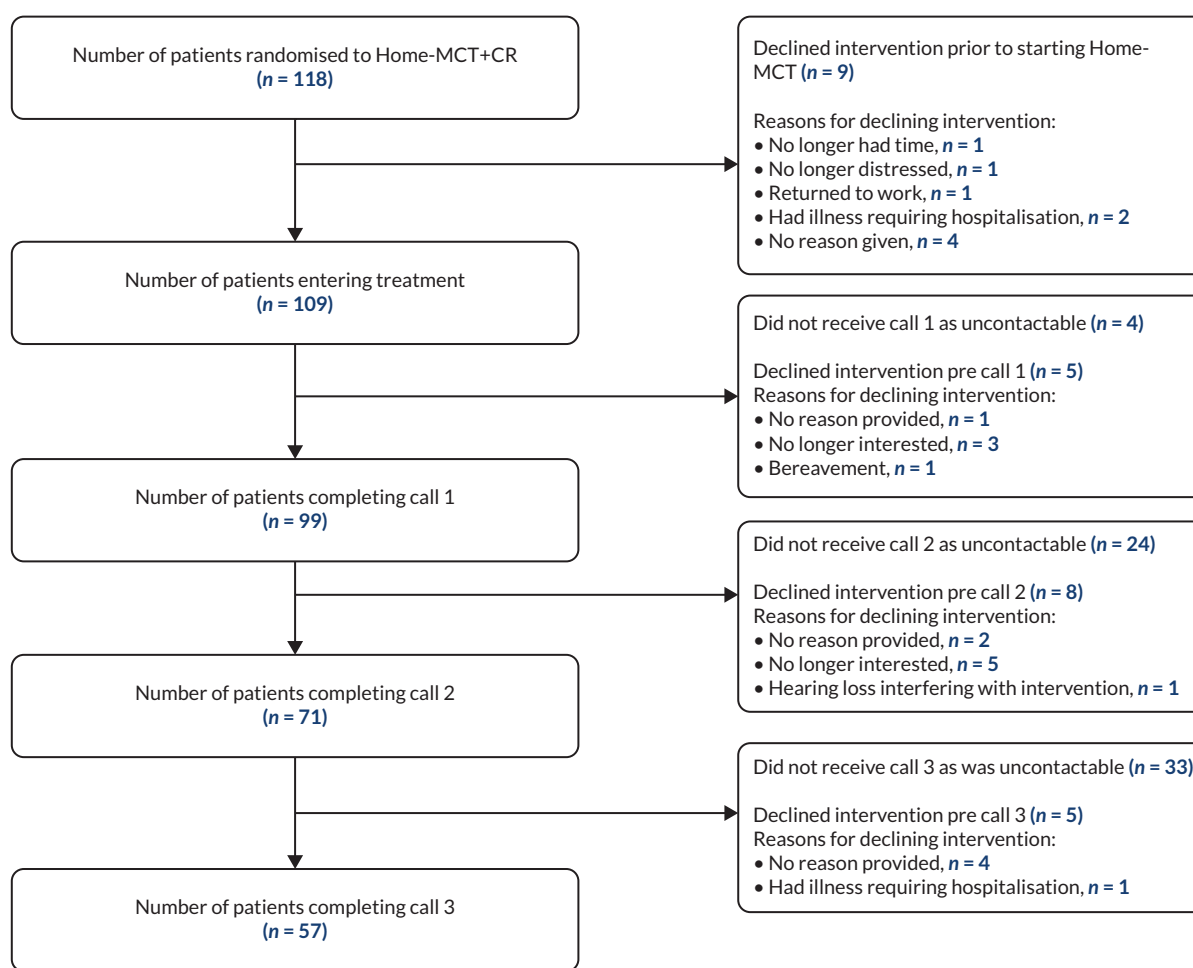 Number of patients randomised to Home-MCT+CR
(n = 118)
Declined intervention prior to starting Home-
MCT (n = 9)
Reasons for declining intervention:
• No longer had time, n = 1
• No longer distressed, n = 1
• Returned to work, n = 1
• Had illness requiring hospitalisation, n = 2
• No reason given, n = 4
Number of patients entering treatment
(n = 109)
Did not receive call 1 as uncontactable (n = 4)
Declined intervention pre call 1 (n = 5)
Reasons for declining intervention:
• No reason provided, n = 1
• No longer interested, n = 3
• Bereavement, n = 1
Number of patients completing call 1
(n = 99)
Did not receive call 2 as uncontactable (n = 24)
Declined intervention pre call 2 (n = 8)
Reasons for declining intervention:
• No reason provided, n = 2
• No longer interested, n = 5
• Hearing loss interfering with intervention, n = 1
Number of patients completing call 2
(n = 71)
Did not receive call 3 as was uncontactable (n = 33)
Declined intervention pre call 3 (n = 5)
Reasons for declining intervention:
• No reason provided, n = 4
• Had illness requiring hospitalisation, n = 1
Number of patients completing call 3
(n = 57)